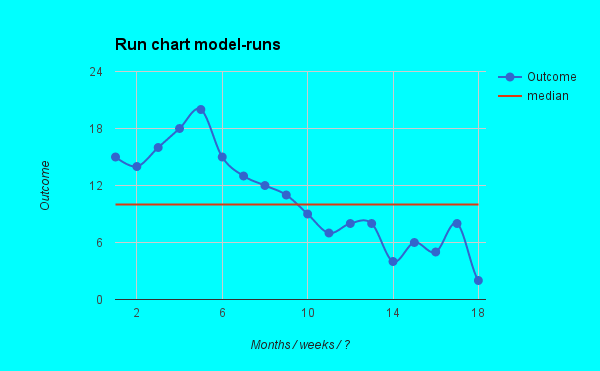 Run chart model-runs
24
18
12
6
0
Outcome
2
6
10
14
18
Months/weeks/?
Outcome
median